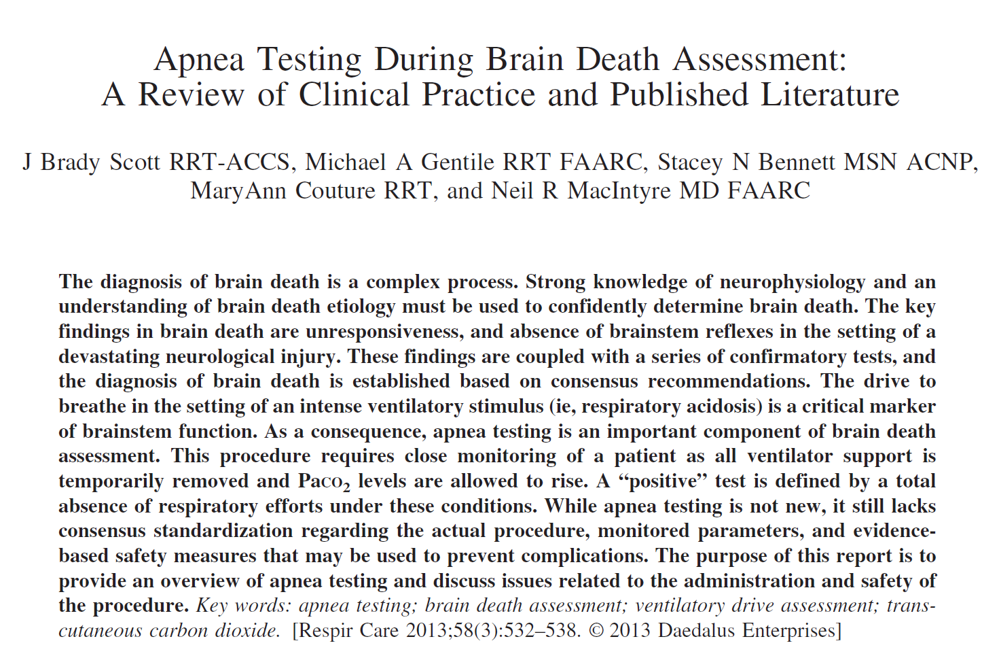 Apnea Testing During Brain Death Assessment:
A Review of Clinical Practice and Published Literature
J Brady Scott RRT-ACCS, Michael A Gentile RRT FAARC, Stacey N Bennett MSN ACNP,
MaryAnn Couture RRT, and Neil R MacIntyre MD FAARC
The diagnosis of brain death is a complex process. Strong knowledge of neurophysiology and an
understanding of brain death etiology must be used to confidently determine brain death. The key
findings in brain death are unresponsiveness, and absence of brainstem reflexes in the setting of a
devastating neurological injury. These findings are coupled with a series of confirmatory tests, and
the diagnosis of brain death is established based on consensus recommendations. The drive to
breathe in the setting of an intense ventilatory stimulus (ie, respiratory acidosis) is a critical marker
of brainstem function. As a consequence, apnea testing is an important component of brain death
assessment. This procedure requires close monitoring of a patient as all ventilator support is
temporarily removed and PaCO₂ levels are allowed to rise. A “positive” test is defined by a total
absence of respiratory efforts under these conditions. While apnea testing is not new, it still lacks
consensus standardization regarding the actual procedure, monitored parameters, and evidence-
based safety measures that may be used to prevent complications. The purpose of this report is to
provide an overview of apnea testing and discuss issues related to the administration and safety of
the procedure. Key words: apnea testing; brain death assessment; ventilatory drive assessment; trans-
cutaneous carbon dioxide. [Respir Care 2013;58(3):532–538. © 2013 Daedalus Enterprises]